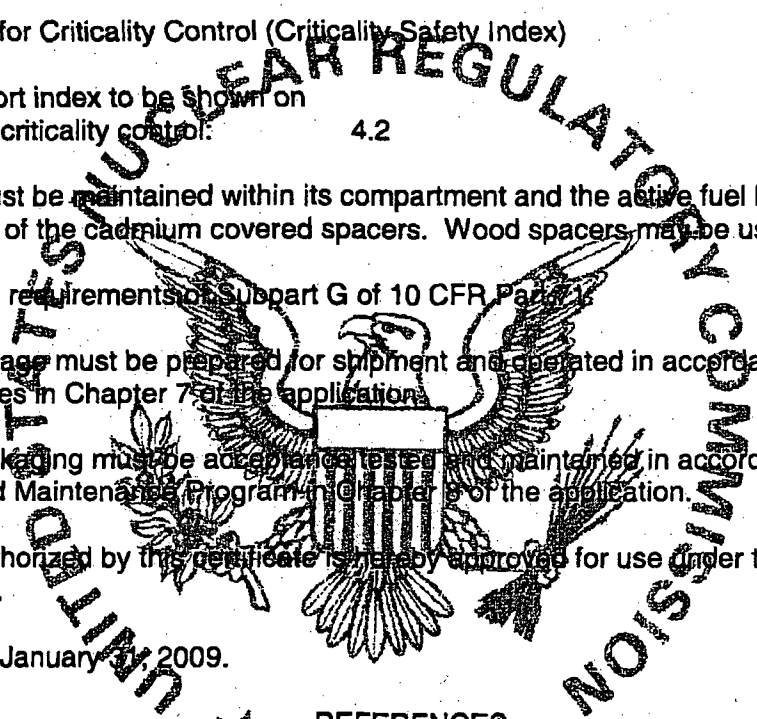 for Criticality Control (Criticality Safety Index)
ort index to be shown on
criticality control: 4.2
ust be maintained within its compartment and the active fuel
of the cadmium covered spacers. Wood spacers may be us
requirements of Subpart G of 10 CFR Part 71.
age must be prepared for shipment and operated in accorda
es in Chapter 7 of the application.
kaging must be acceptance tested and maintained in accord
d Maintenance Program in Chapter 8 of the application.
thorized by this certificate is hereby approved for use under t
January 31, 2009.
REFERENCES
UNITED STATES NUCLEAR REGULATORY COMMISSION